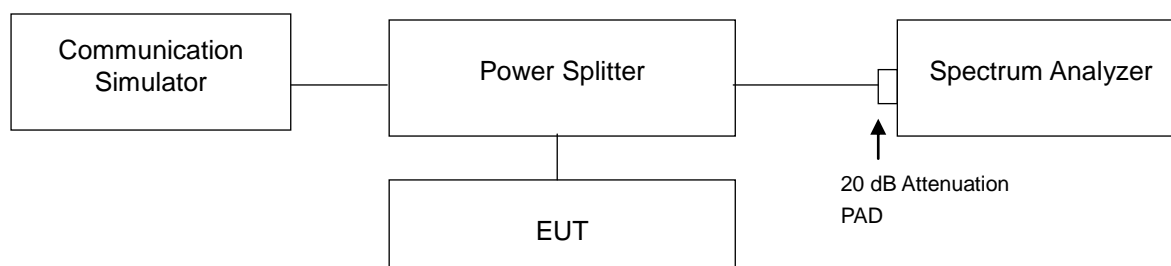 Communication
Simulator
Power Splitter
Spectrum Analyzer
20 dB Attenuation
PAD
EUT